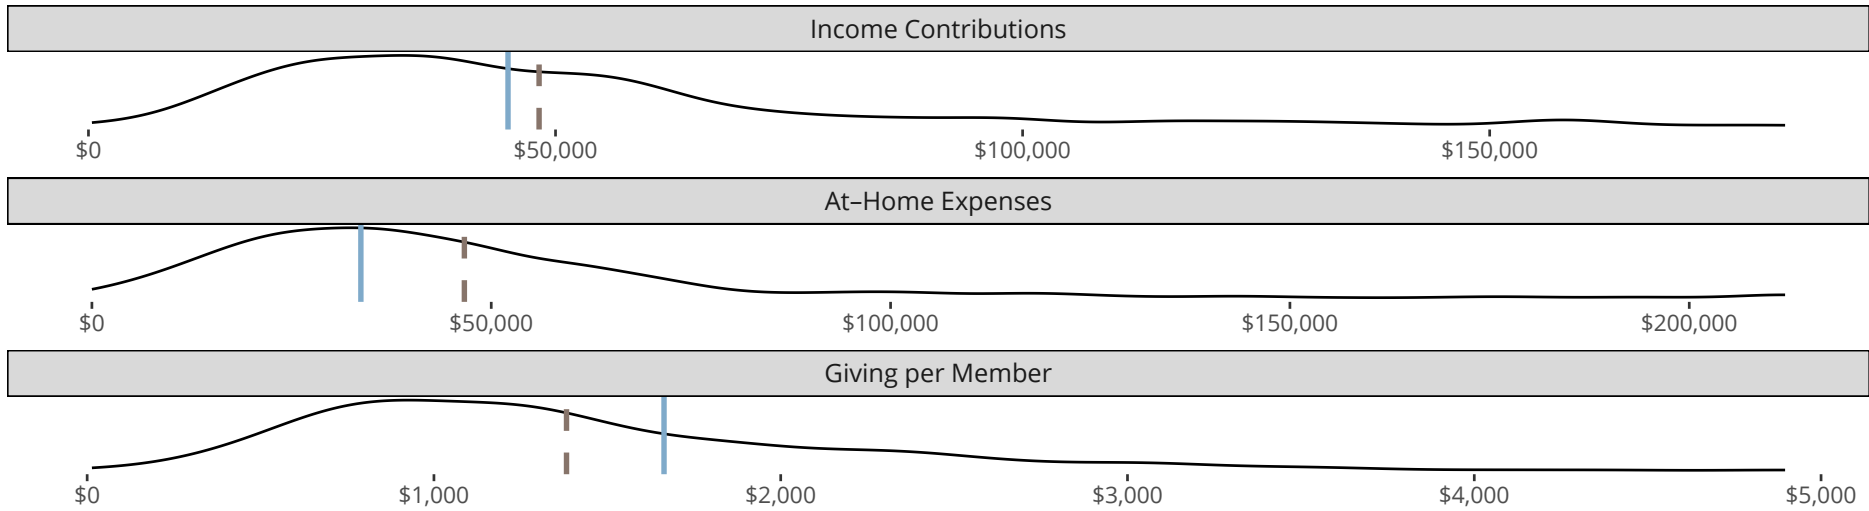 Income Contributions
$0 $50,000 $100,000 $150,000
At–Home Expenses
$0 $50,000 $100,000 $150,000 $200,000
Giving per Member
$0 $1,000 $2,000 $3,000 $4,000 $5,000